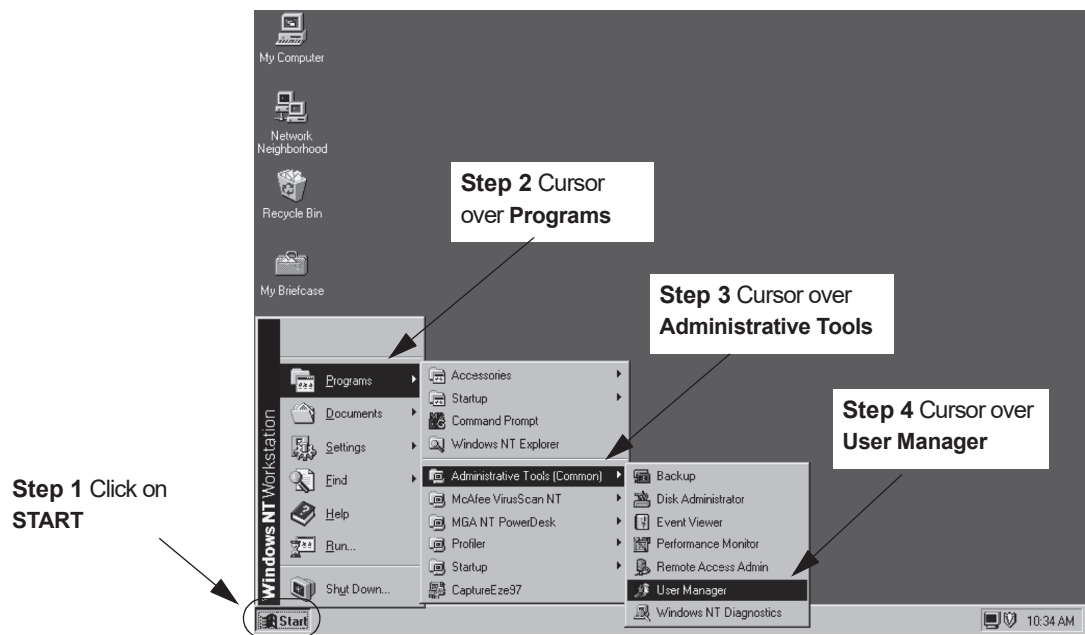 My Computer
Network
Neighborhood
Recycle Bin
My Briefcase
Step 2 Cursor
over Programs
Step 3 Cursor over
Administrative Tools
Step 4 Cursor over
User Manager
Step 1 Click on
START
Windows NT Workstation
Programs
Documents
Settings
Find
Help
Run...
Shut Down...
Accessories
Startup
Command Prompt
Windows NT Explorer
Administrative Tools (Common)
McAfee VirusScan NT
MGA NT PowerDesk
Profiler
Startup
CaptureEze97
Backup
Disk Administrator
Event Viewer
Performance Monitor
Remote Access Admin
User Manager
Windows NT Diagnostics
Start
10:34 AM